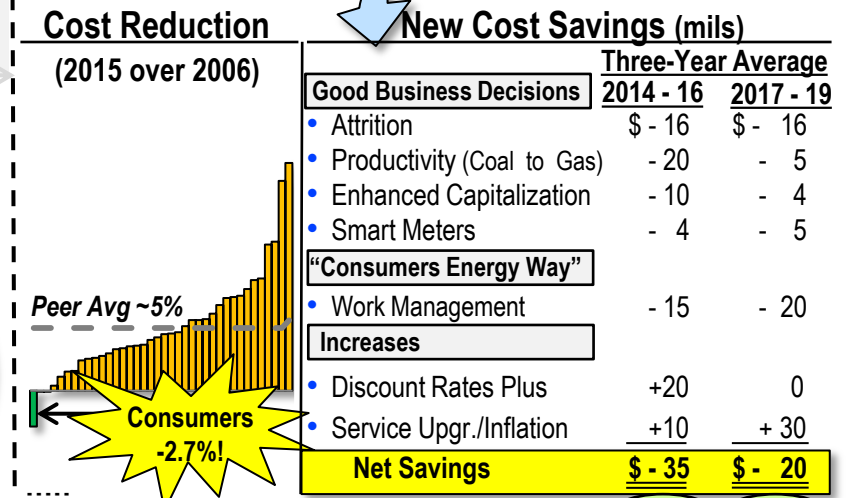 Cost Reduction
(2015 over 2006)
Peer Avg ~5%
Consumers
-2.7%!
New Cost Savings (mils)
Three-Year Average
Good Business Decisions 2014 - 16 2017 - 19
• Attrition $ - 16 $ - 16
• Productivity (Coal to Gas) - 20 - 5
• Enhanced Capitalization - 10 - 4
• Smart Meters - 4 - 5
“Consumers Energy Way”
• Work Management - 15 - 20
Increases
• Discount Rates Plus +20 0
• Service Upgr./Inflation +10 + 30
Net Savings $ - 35 $ - 20